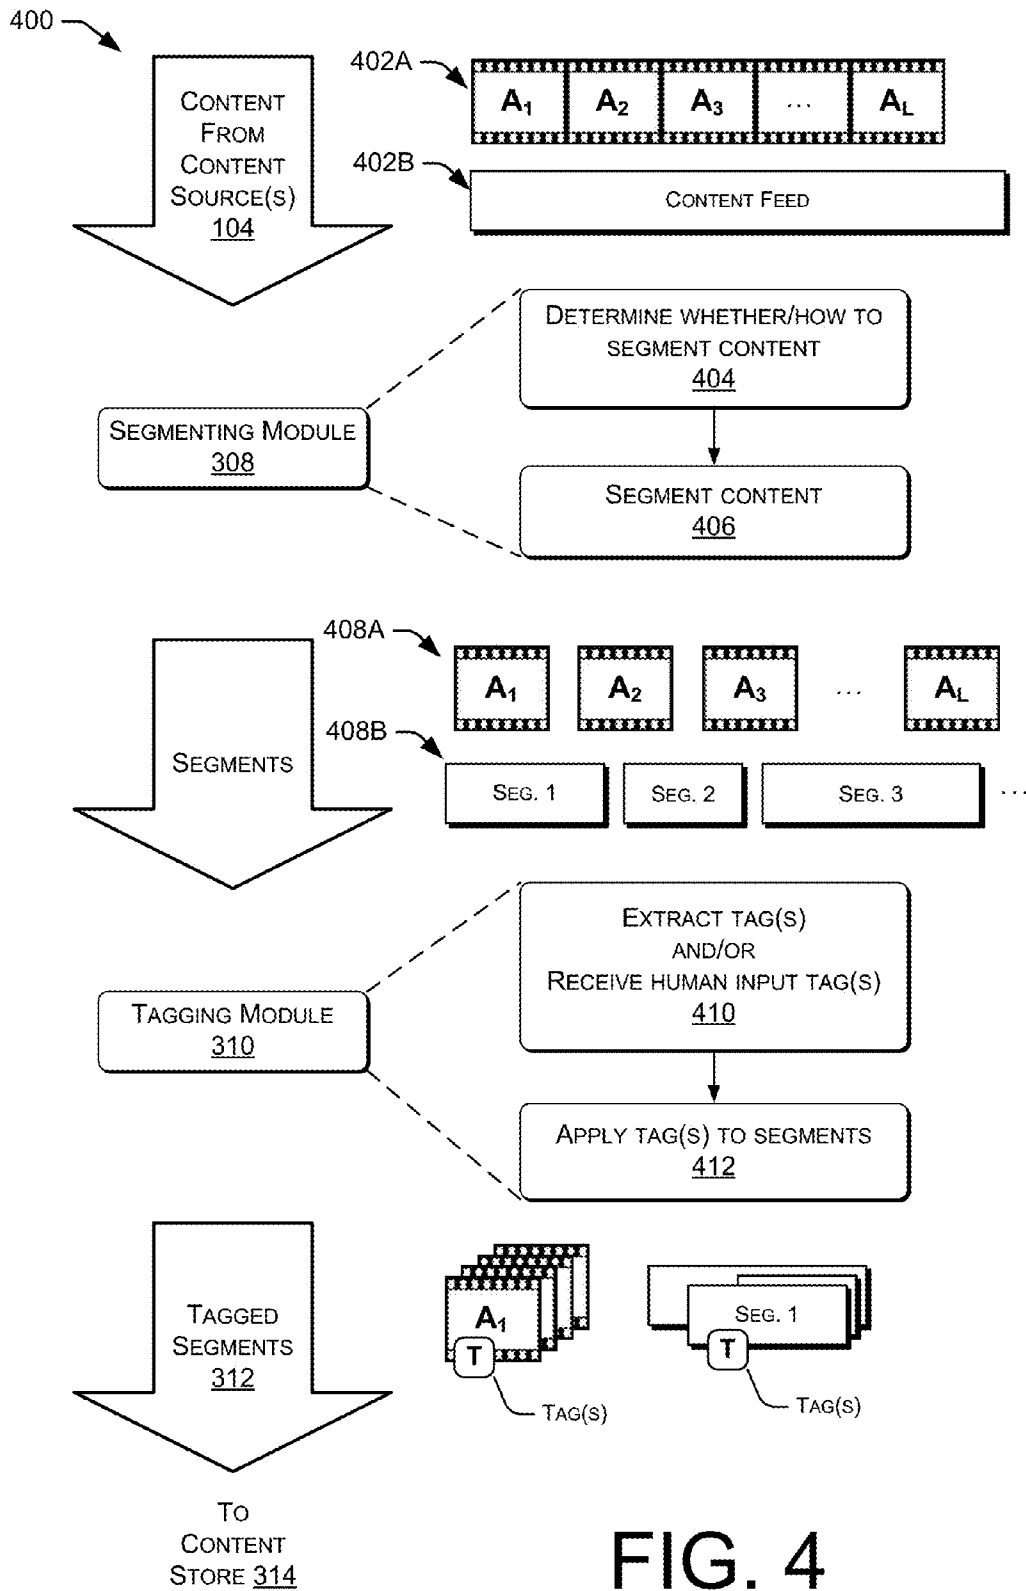 400
CONTENT
FROM
CONTENT
SOURCE(S)
104
402A
A1 A2 A3 ... AL
402B
CONTENT FEED
DETERMINE WHETHER/HOW TO
SEGMENT CONTENT
404
SEGMENTING MODULE
308
SEGMENT CONTENT
406
SEGMENTS
408A
A1 A2 A3 ... AL
408B
SEG. 1 SEG. 2 SEG. 3 ...
EXTRACT TAG(S)
AND/OR
RECEIVE HUMAN INPUT TAG(S)
410
TAGGING MODULE
310
APPLY TAG(S) TO SEGMENTS
412
TAGGED
SEGMENTS
312
A1
T
TAG(S)
SEG. 1
T
TAG(S)
TO
CONTENT
STORE 314
FIG. 4